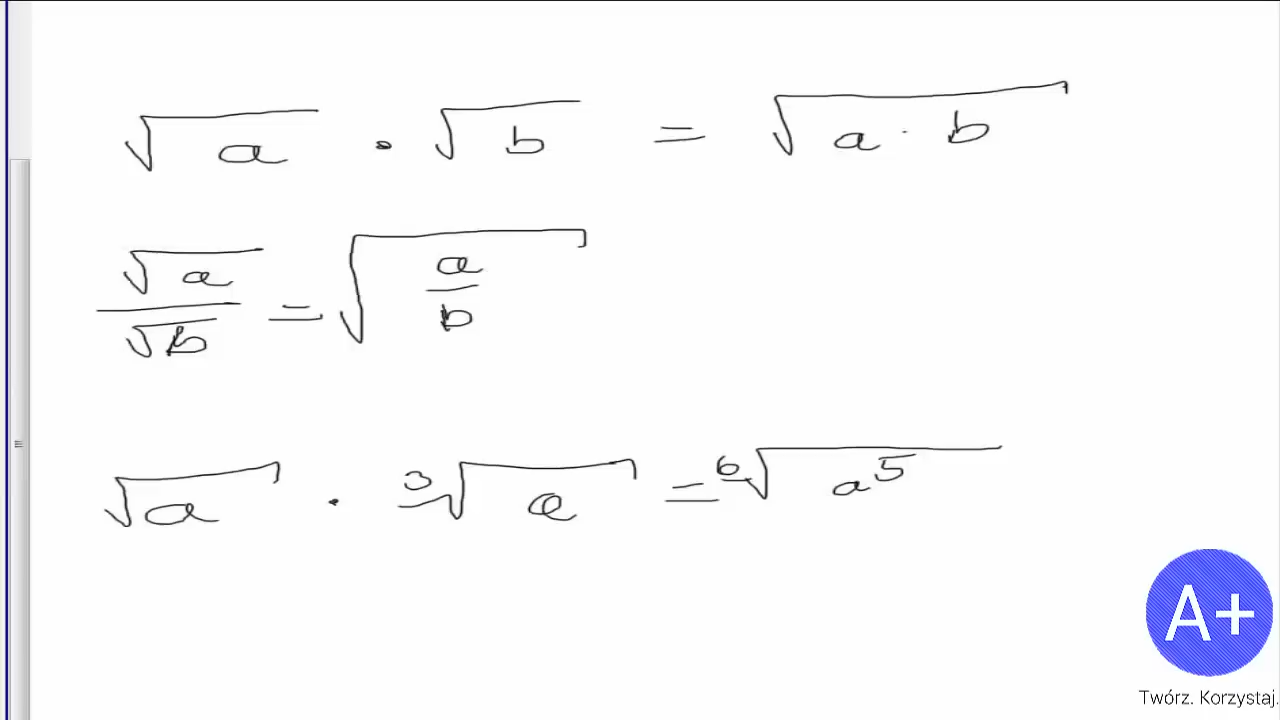 √a · √b = √a · b
√a / √b = √a / b
√a · ³√a = ⁶√a⁵
A+
Twórz. Korzystaj.